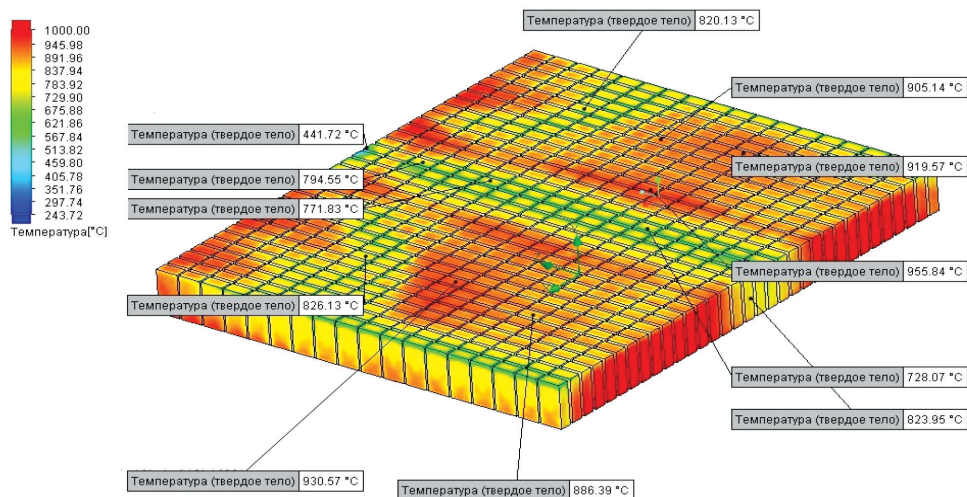 1000.00
945.98
891.96
837.94
783.92
729.90
675.88
621.86
567.84
513.82
459.80
405.78
351.76
297.74
243.72
Температура[°C]
Температура (твердое тело) 820.13 °C
Температура (твердое тело) 905.14 °C
Температура (твердое тело) 441.72 °C
Температура (твердое тело) 919.57 °C
Температура (твердое тело) 794.55 °C
Температура (твердое тело) 771.83 °C
Температура (твердое тело) 955.84 °C
Температура (твердое тело) 826.13 °C
Температура (твердое тело) 728.07 °C
Температура (твердое тело) 823.95 °C
Температура (твердое тело) 930.57 °C
Температура (твердое тело) 886.39 °C